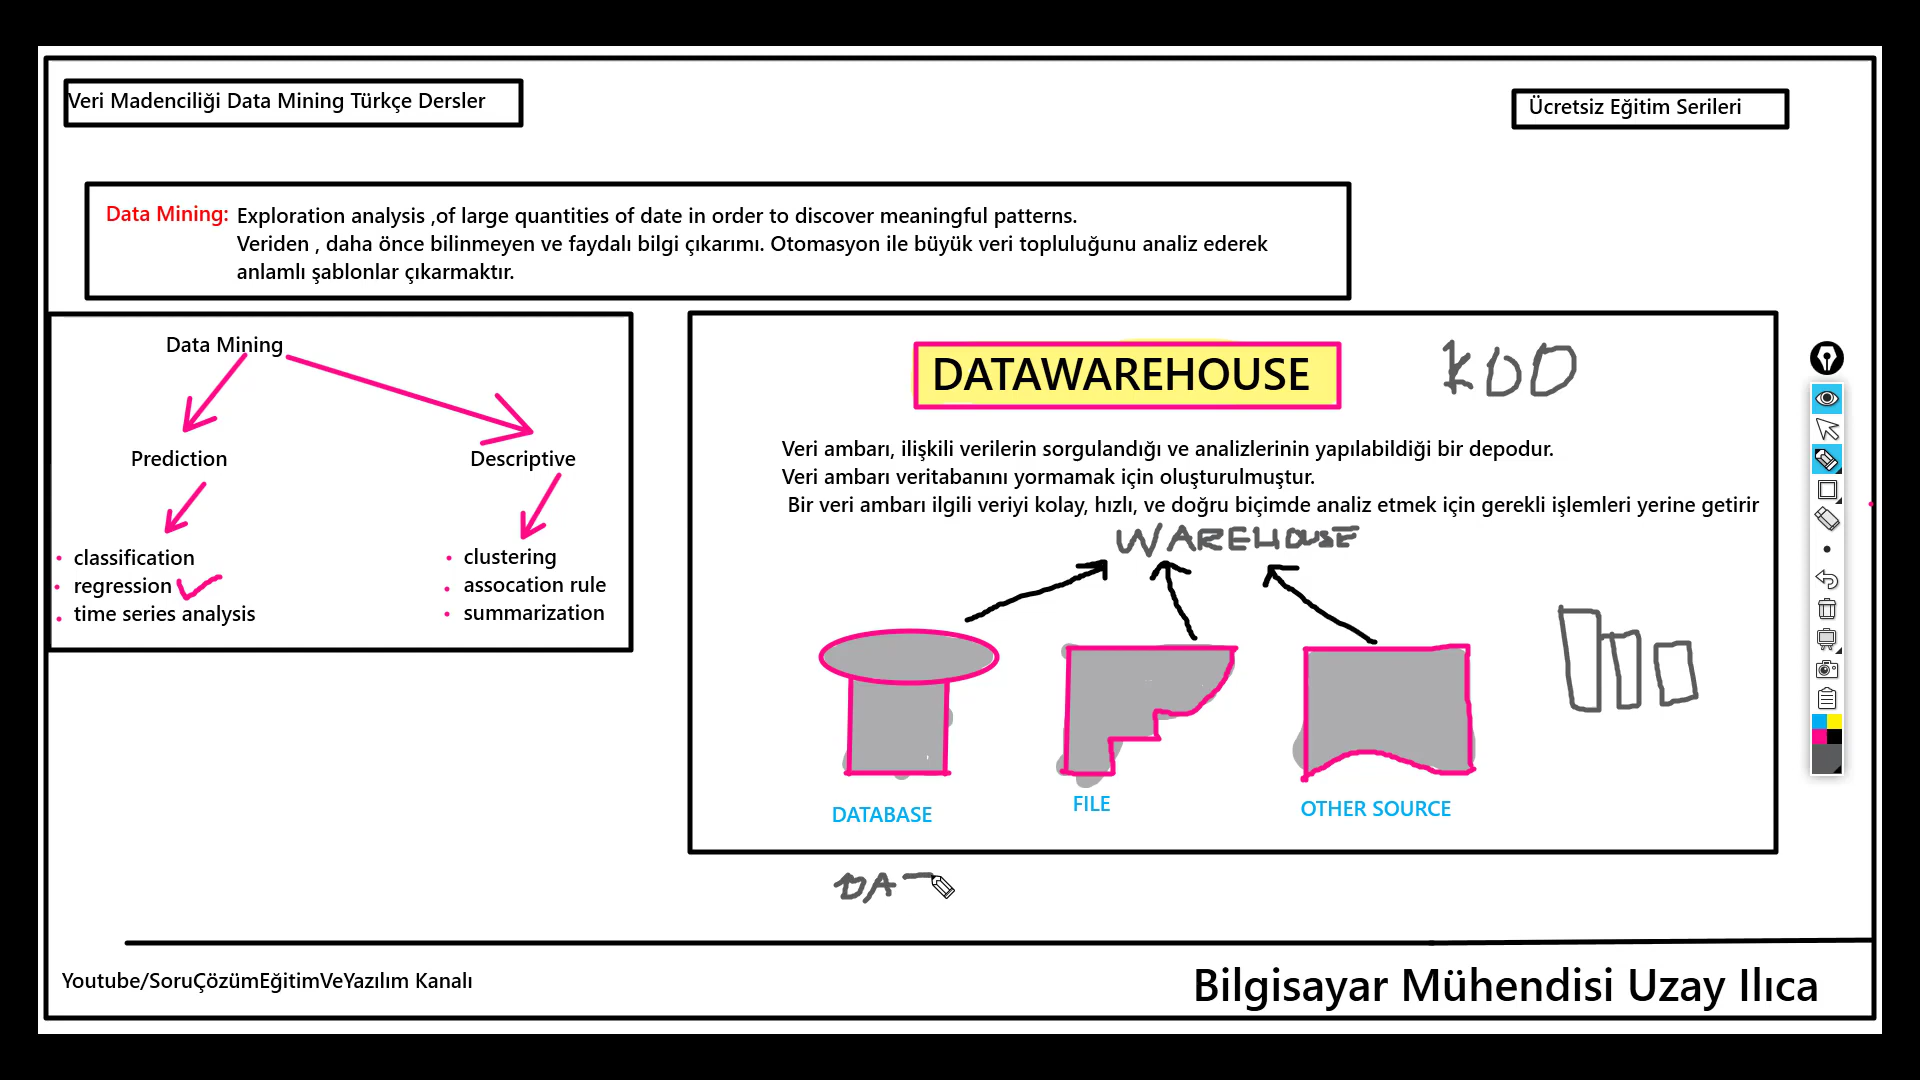 Veri Madenciliği Data Mining Türkçe Dersler
Ücretsiz Eğitim Serileri
Data Mining: Exploration analysis ,of large quantities of date in order to discover meaningful patterns.
Veriden , daha önce bilinmeyen ve faydalı bilgi çıkarımı. Otomasyon ile büyük veri topluluğunu analiz ederek
anlamlı şablonlar çıkarmaktır.
Data Mining
Prediction
Descriptive
classification
regression
time series analysis
clustering
assocation rule
summarization
DATAWAREHOUSE
KDD
Veri ambarı, ilişkili verilerin sorgulandığı ve analizlerinin yapılabildiği bir depodur.
Veri ambarı veritabanını yormamak için oluşturulmuştur.
Bir veri ambarı ilgili veriyi kolay, hızlı, ve doğru biçimde analiz etmek için gerekli işlemleri yerine getirir
WAREHOUSE
DATABASE
FILE
OTHER SOURCE
DA
Youtube/SoruÇözümEğitimVeYazılım Kanalı
Bilgisayar Mühendisi Uzay Ilıca